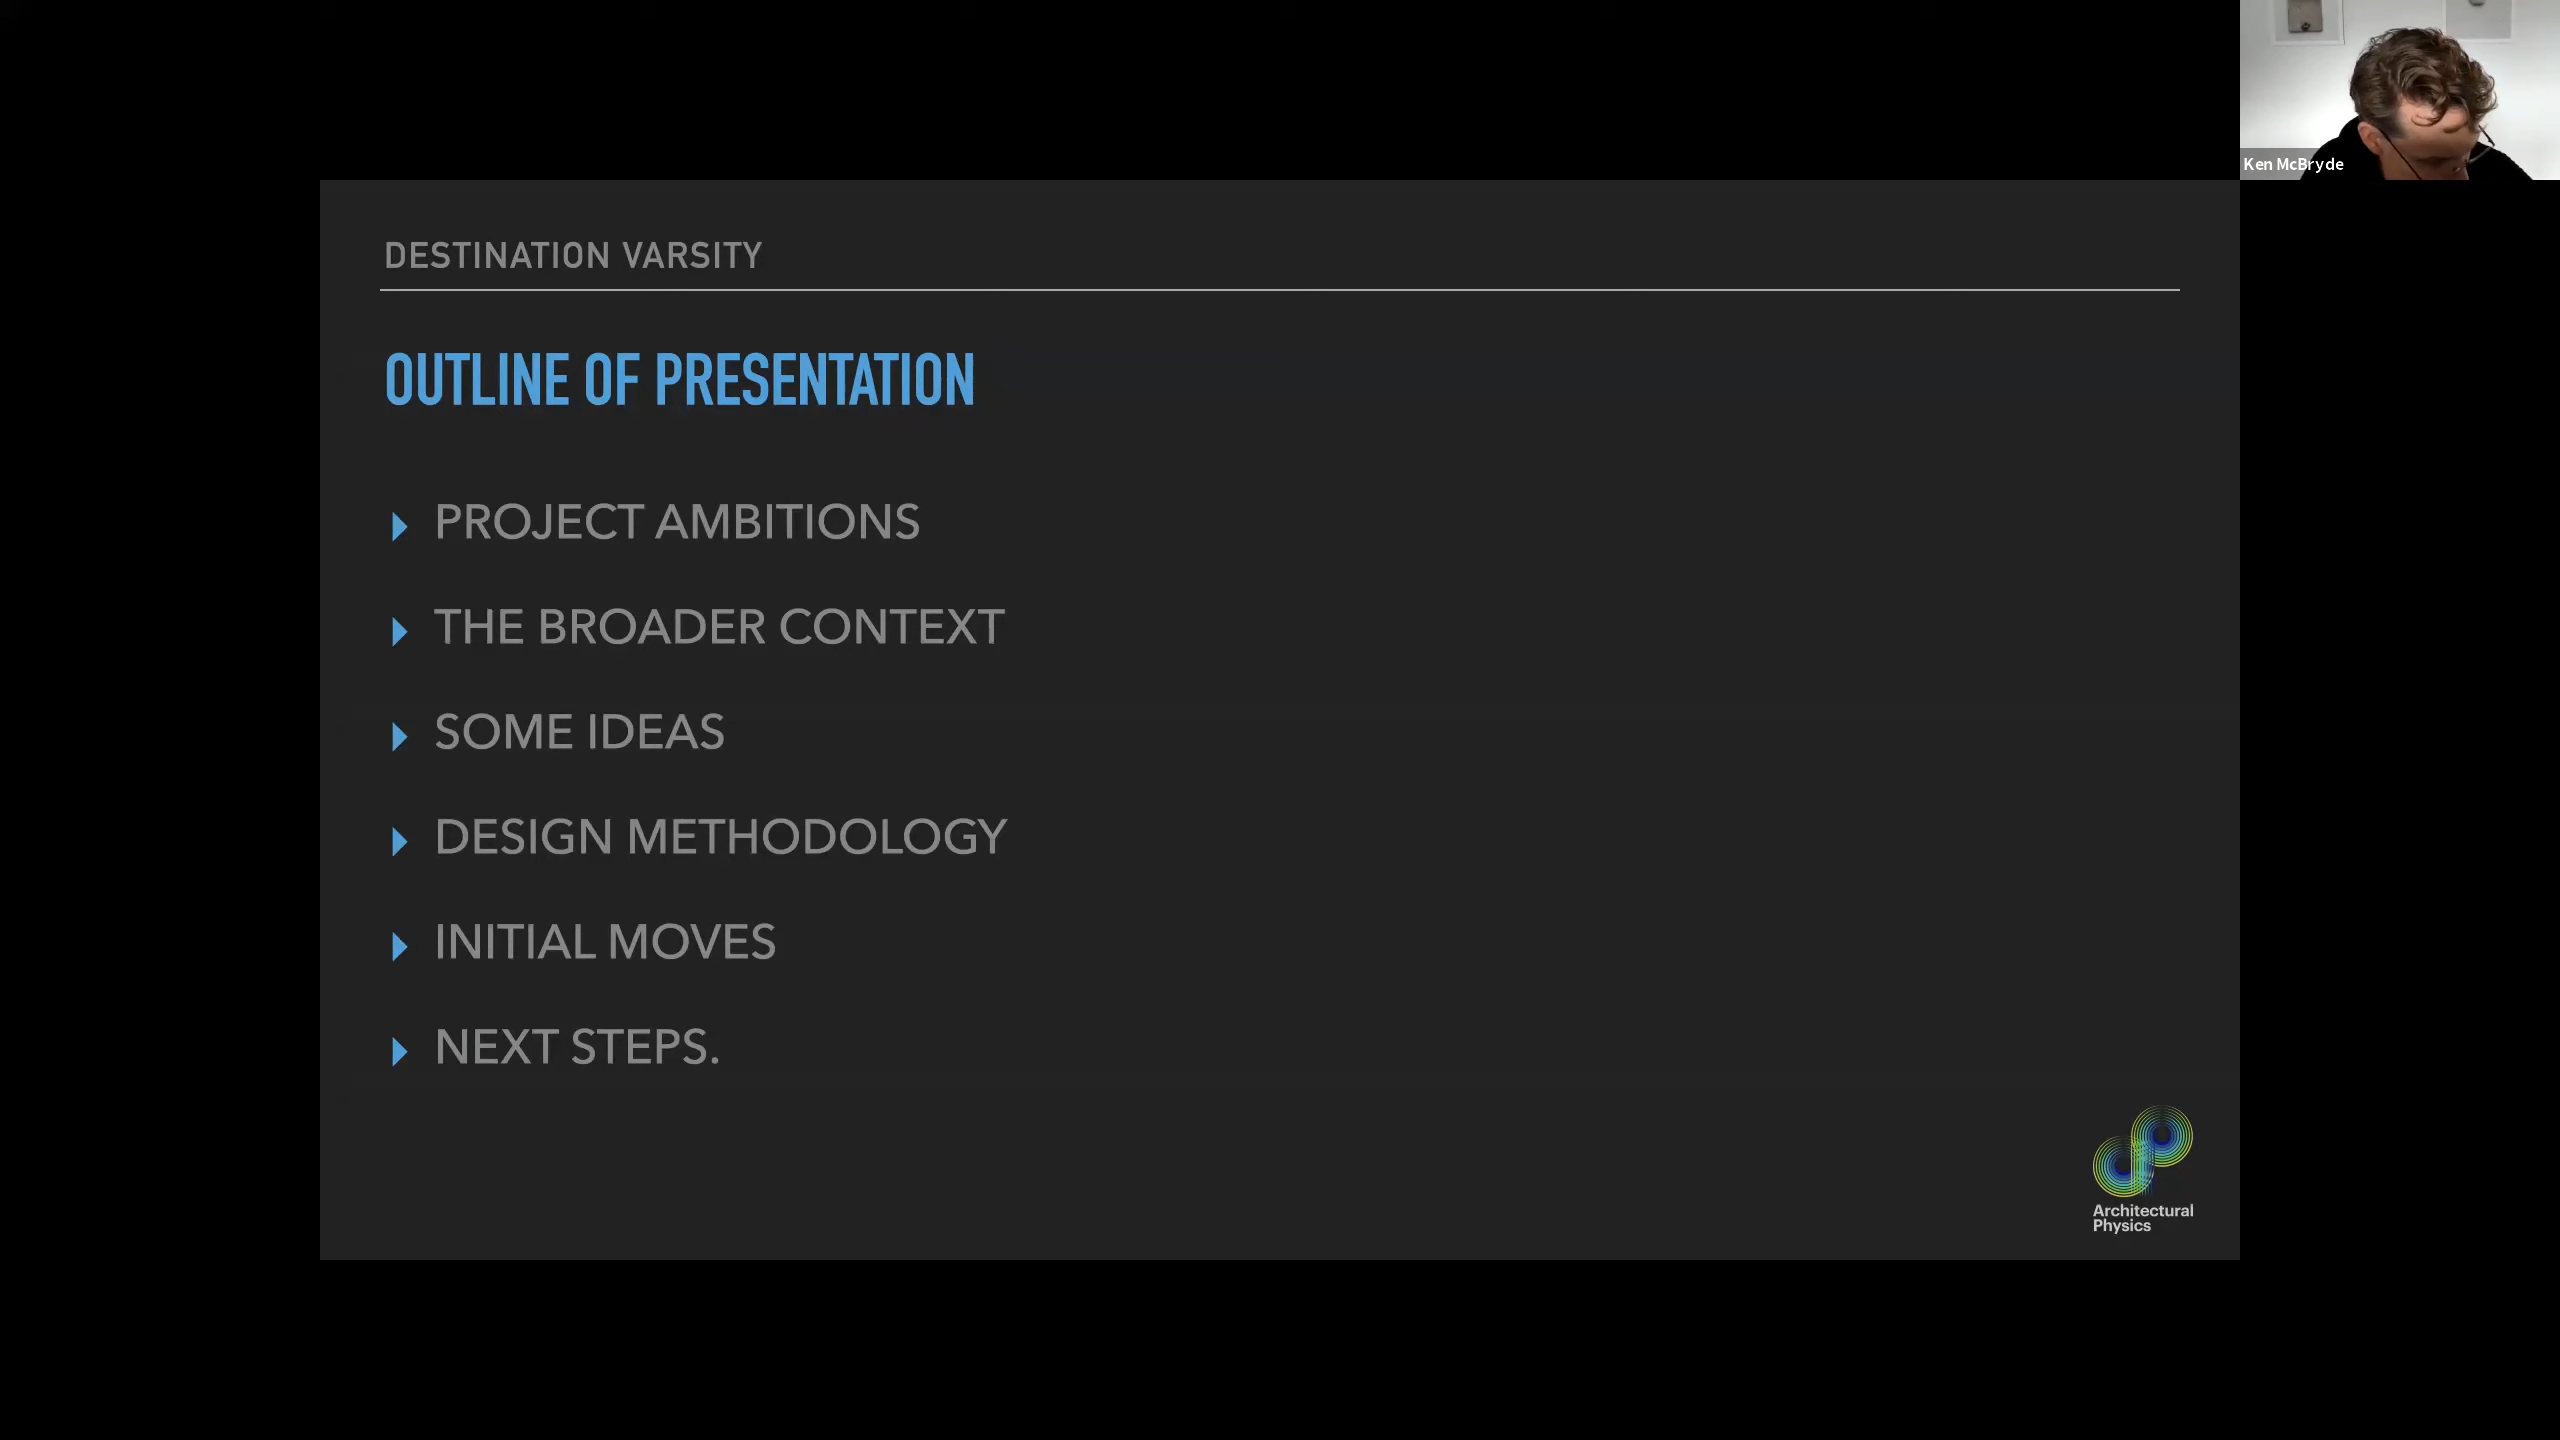 Ken McBryde
DESTINATION VARSITY
OUTLINE OF PRESENTATION
PROJECT AMBITIONS
THE BROADER CONTEXT
SOME IDEAS
DESIGN METHODOLOGY
INITIAL MOVES
NEXT STEPS.
Architectural
Physics